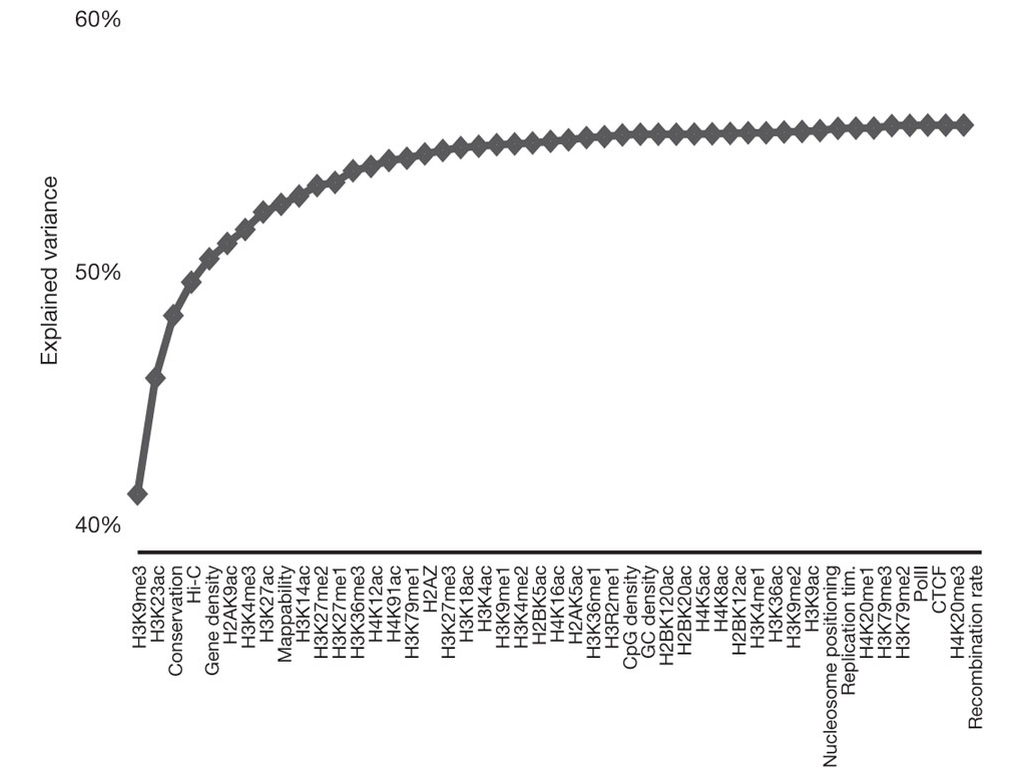 60%
50%
40%
Explained variance
H3K9me3
H3K23ac
Conservation
Hi-C
Gene density
H2AK9ac
H3K4me3
H3K27ac
Mappability
H3K14ac
H3K27me2
H3K27me1
H3K36me3
H4K12ac
H4K91ac
H3K79me1
H2AZ
H3K27me3
H3K18ac
H3K4ac
H3K9me1
H3K4me2
H2BK5ac
H4K16ac
H2AK5ac
H3K36me1
H3R2me1
CpG density
GC density
H2BK120ac
H2BK20ac
H4K5ac
H4K8ac
H2BK12ac
H3K4me1
H3K36ac
H3K9me2
H3K9ac
Nucleosome positioning
Replication tim.
H4K20me1
H3K79me3
H3K79me2
PolII
CTCF
H4K20me3
Recombination rate